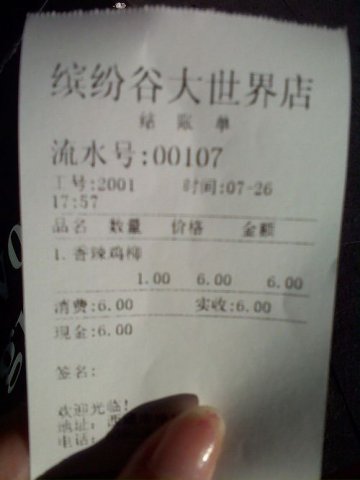 缤纷谷大世界店
结 账 单
流水号:00107
工号:2001 时间:07-26
17:57
品名 数量 价格 金额
1.香辣鸡柳
1.00 6.00 6.00
消费:6.00 实收:6.00
现金:6.00
签名:
欢迎光临!
地址:
电话: